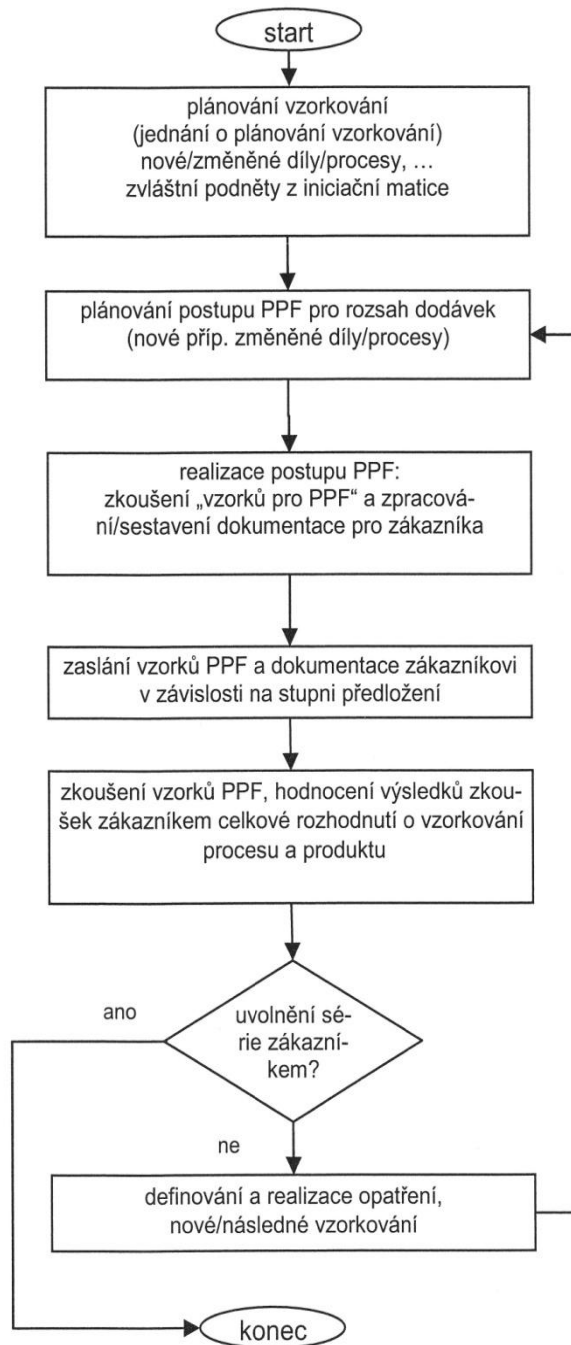 start
plánování vzorkování
(jednání o plánování vzorkování)
nové/změněné díly/procesy, …
zvláštní podněty z iniciační matice
plánování postupu PPF pro rozsah dodávek
(nové příp. změněné díly/procesy)
realizace postupu PPF:
zkoušení „vzorků pro PPF“ a zpracová-
ání/sestavení dokumentace pro zákazníka
zaslání vzorků PPF a dokumentace zákazníkovi
v závislosti na stupni předložení
zkoušení vzorků PPF, hodnocení výsledků zkou-
šek zákazníkem celkové rozhodnutí o vzorkování
procesu a produktu
uvolnění sé-
rie zákazní-
kem?
ano
ne
definování a realizace opatření,
nové/následné vzorkování
konec